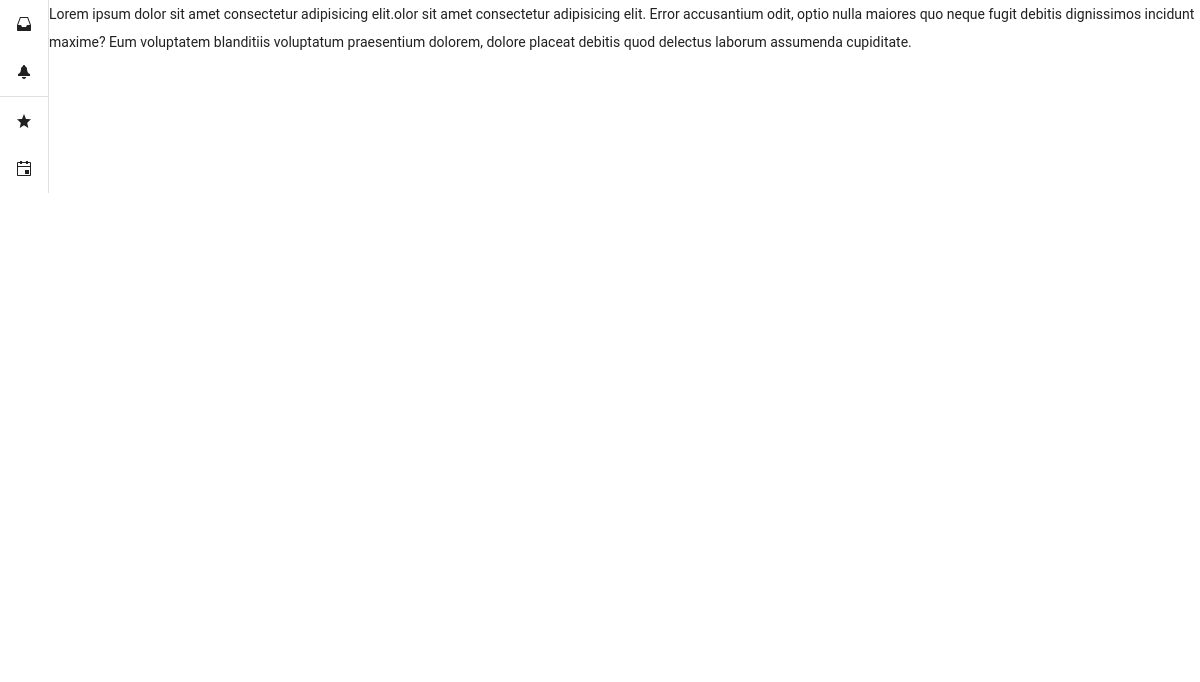 Lorem ipsum dolor sit amet consectetur adipisicing elit.olor sit amet consectetur adipisicing elit. Error accusantium odit, optio nulla maiores quo neque fugit debitis dignissimos incidunt
maxime? Eum voluptatem blanditiis voluptatum praesentium dolorem, dolore placeat debitis quod delectus laborum assumenda cupiditate.